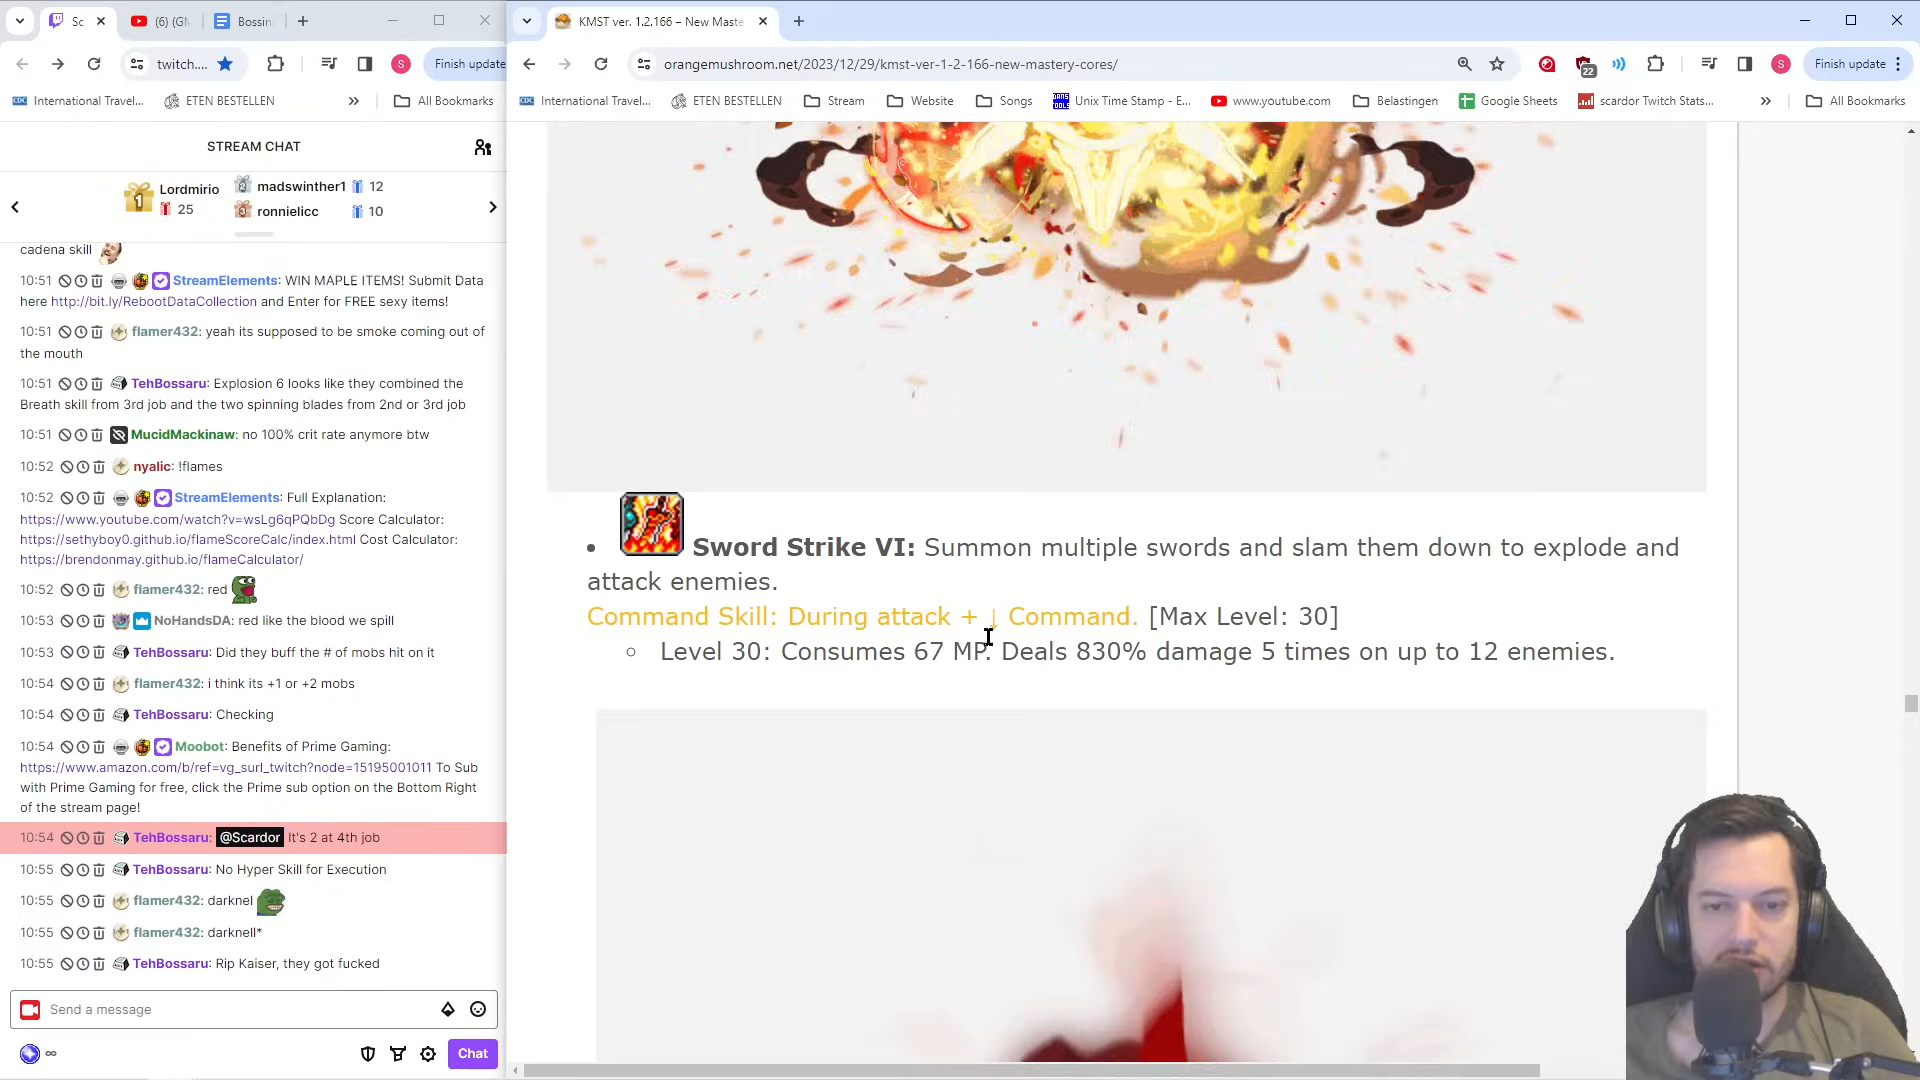 Sc
(6) (GM
Bossin
KMST ver. 1.2.166 – New Maste
twitch....
S
Finish update
orangemushroom.net/2023/12/29/kmst-ver-1-2-166-new-mastery-cores/
22
S
Finish update
International Travel...
ETEN BESTELLEN
All Bookmarks
International Travel...
ETEN BESTELLEN
Stream
Website
Songs
Unix Time Stamp - E...
www.youtube.com
Belastingen
Google Sheets
scardor Twitch Stats...
All Bookmarks
STREAM CHAT
1
Lordmirio
25
2
madswinther1
12
3
ronnielicc
10
cadena skill
10:51 StreamElements: WIN MAPLE ITEMS! Submit Data
here http://bit.ly/RebootDataCollection and Enter for FREE sexy items!
10:51 flamer432: yeah its supposed to be smoke coming out of
the mouth
10:51 TehBossaru: Explosion 6 looks like they combined the
Breath skill from 3rd job and the two spinning blades from 2nd or 3rd job
10:51 MucidMackinaw: no 100% crit rate anymore btw
10:52 nyalic: !flames
10:52 StreamElements: Full Explanation:
https://www.youtube.com/watch?v=wsLg6qPQbDg Score Calculator:
https://sethyboy0.github.io/flameScoreCalc/index.html Cost Calculator:
https://brendonmay.github.io/flameCalculator/
10:52 flamer432: red
10:53 NoHandsDA: red like the blood we spill
10:53 TehBossaru: Did they buff the # of mobs hit on it
10:54 flamer432: i think its +1 or +2 mobs
10:54 TehBossaru: Checking
10:54 Moobot: Benefits of Prime Gaming:
https://www.amazon.com/b/ref=vg_surl_twitch?node=15195001011 To Sub
with Prime Gaming for free, click the Prime sub option on the Bottom Right
of the stream page!
10:54 TehBossaru: @Scardor It's 2 at 4th job
10:55 TehBossaru: No Hyper Skill for Execution
10:55 flamer432: darknel
10:55 flamer432: darknell*
10:55 TehBossaru: Rip Kaiser, they got fucked
Send a message
∞
Chat
• Sword Strike VI: Summon multiple swords and slam them down to explode and
attack enemies.
Command Skill: During attack + ↓ Command. [Max Level: 30]
○ Level 30: Consumes 67 MP. Deals 830% damage 5 times on up to 12 enemies.